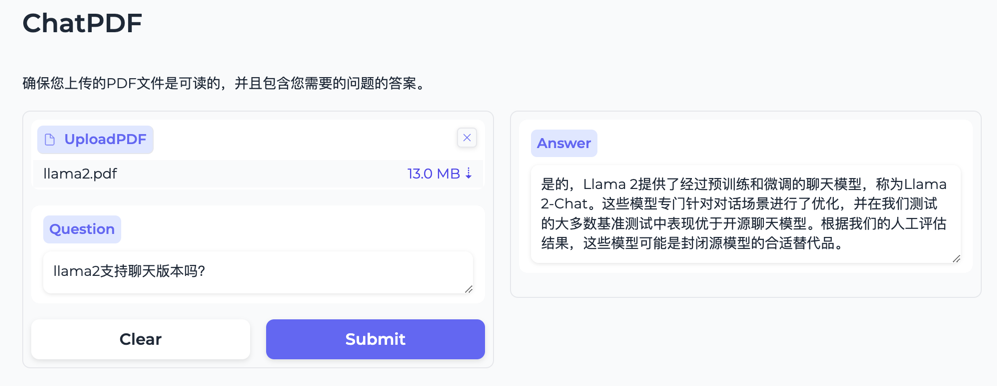 ChatPDF
确保您上传的PDF文件是可读的，并且包含您需要的问题的答案。
UploadPDF
llama2.pdf 13.0 MB ↓
Question
llama2支持聊天版本吗?
Clear Submit
Answer
是的，Llama 2提供了经过预训练和微调的聊天模型，称为Llama
2-Chat。这些模型专门针对对话场景进行了优化，并在我们测试
的大多数基准测试中表现优于开源聊天模型。根据我们的人工评估
结果，这些模型可能是封闭源模型的合适替代品。